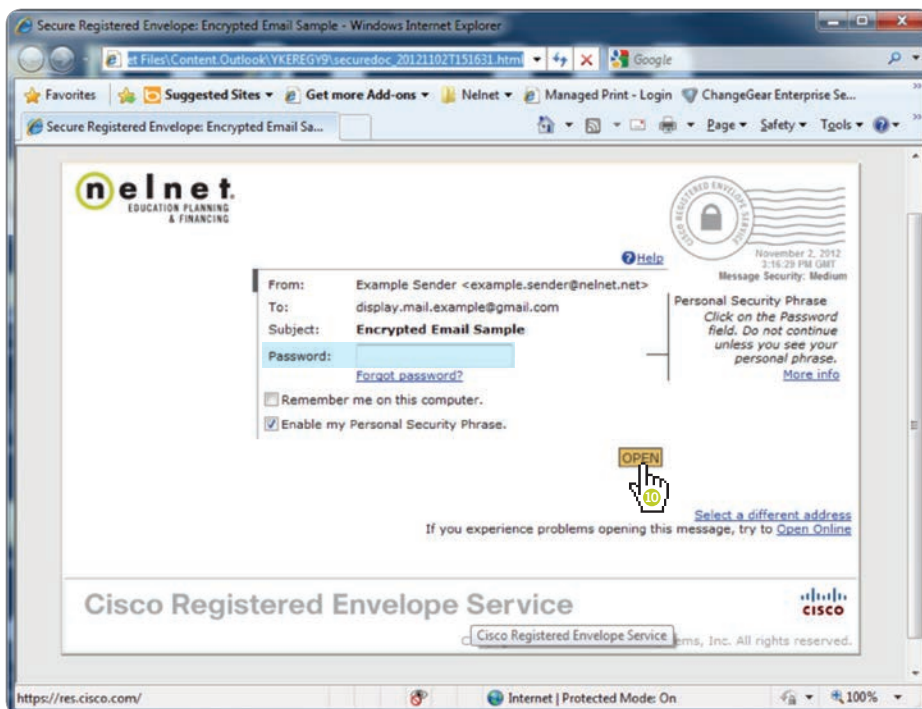 Secure Registered Envelope: Encrypted Email Sample - Windows Internet Explorer
et Files\Content.Outlook\YKEREGY9\securedoc_20121102T151631.html
Google
Favorites Suggested Sites Get more Add-ons Nelnet Managed Print - Login ChangeGear Enterprise Se...
Secure Registered Envelope: Encrypted Email Sa...
Page Safety Tools
nelnet.
EDUCATION PLANNING
& FINANCING
CISCO REGISTERED ENVELOPE SERVICE
November 2, 2012
3:16:29 PM GMT
Message Security: Medium
Help
From: Example Sender <example.sender@nelnet.net>
To: display.mail.example@gmail.com
Subject: Encrypted Email Sample
Password:
Forgot password?
Remember me on this computer.
Enable my Personal Security Phrase.
Personal Security Phrase
Click on the Password
field. Do not continue
unless you see your
personal phrase.
More info
OPEN
10
Select a different address
If you experience problems opening this message, try to Open Online
Cisco Registered Envelope Service
CISCO
Cisco Registered Envelope Service
ems, Inc. All rights reserved.
https://res.cisco.com/ Internet | Protected Mode: On 100%